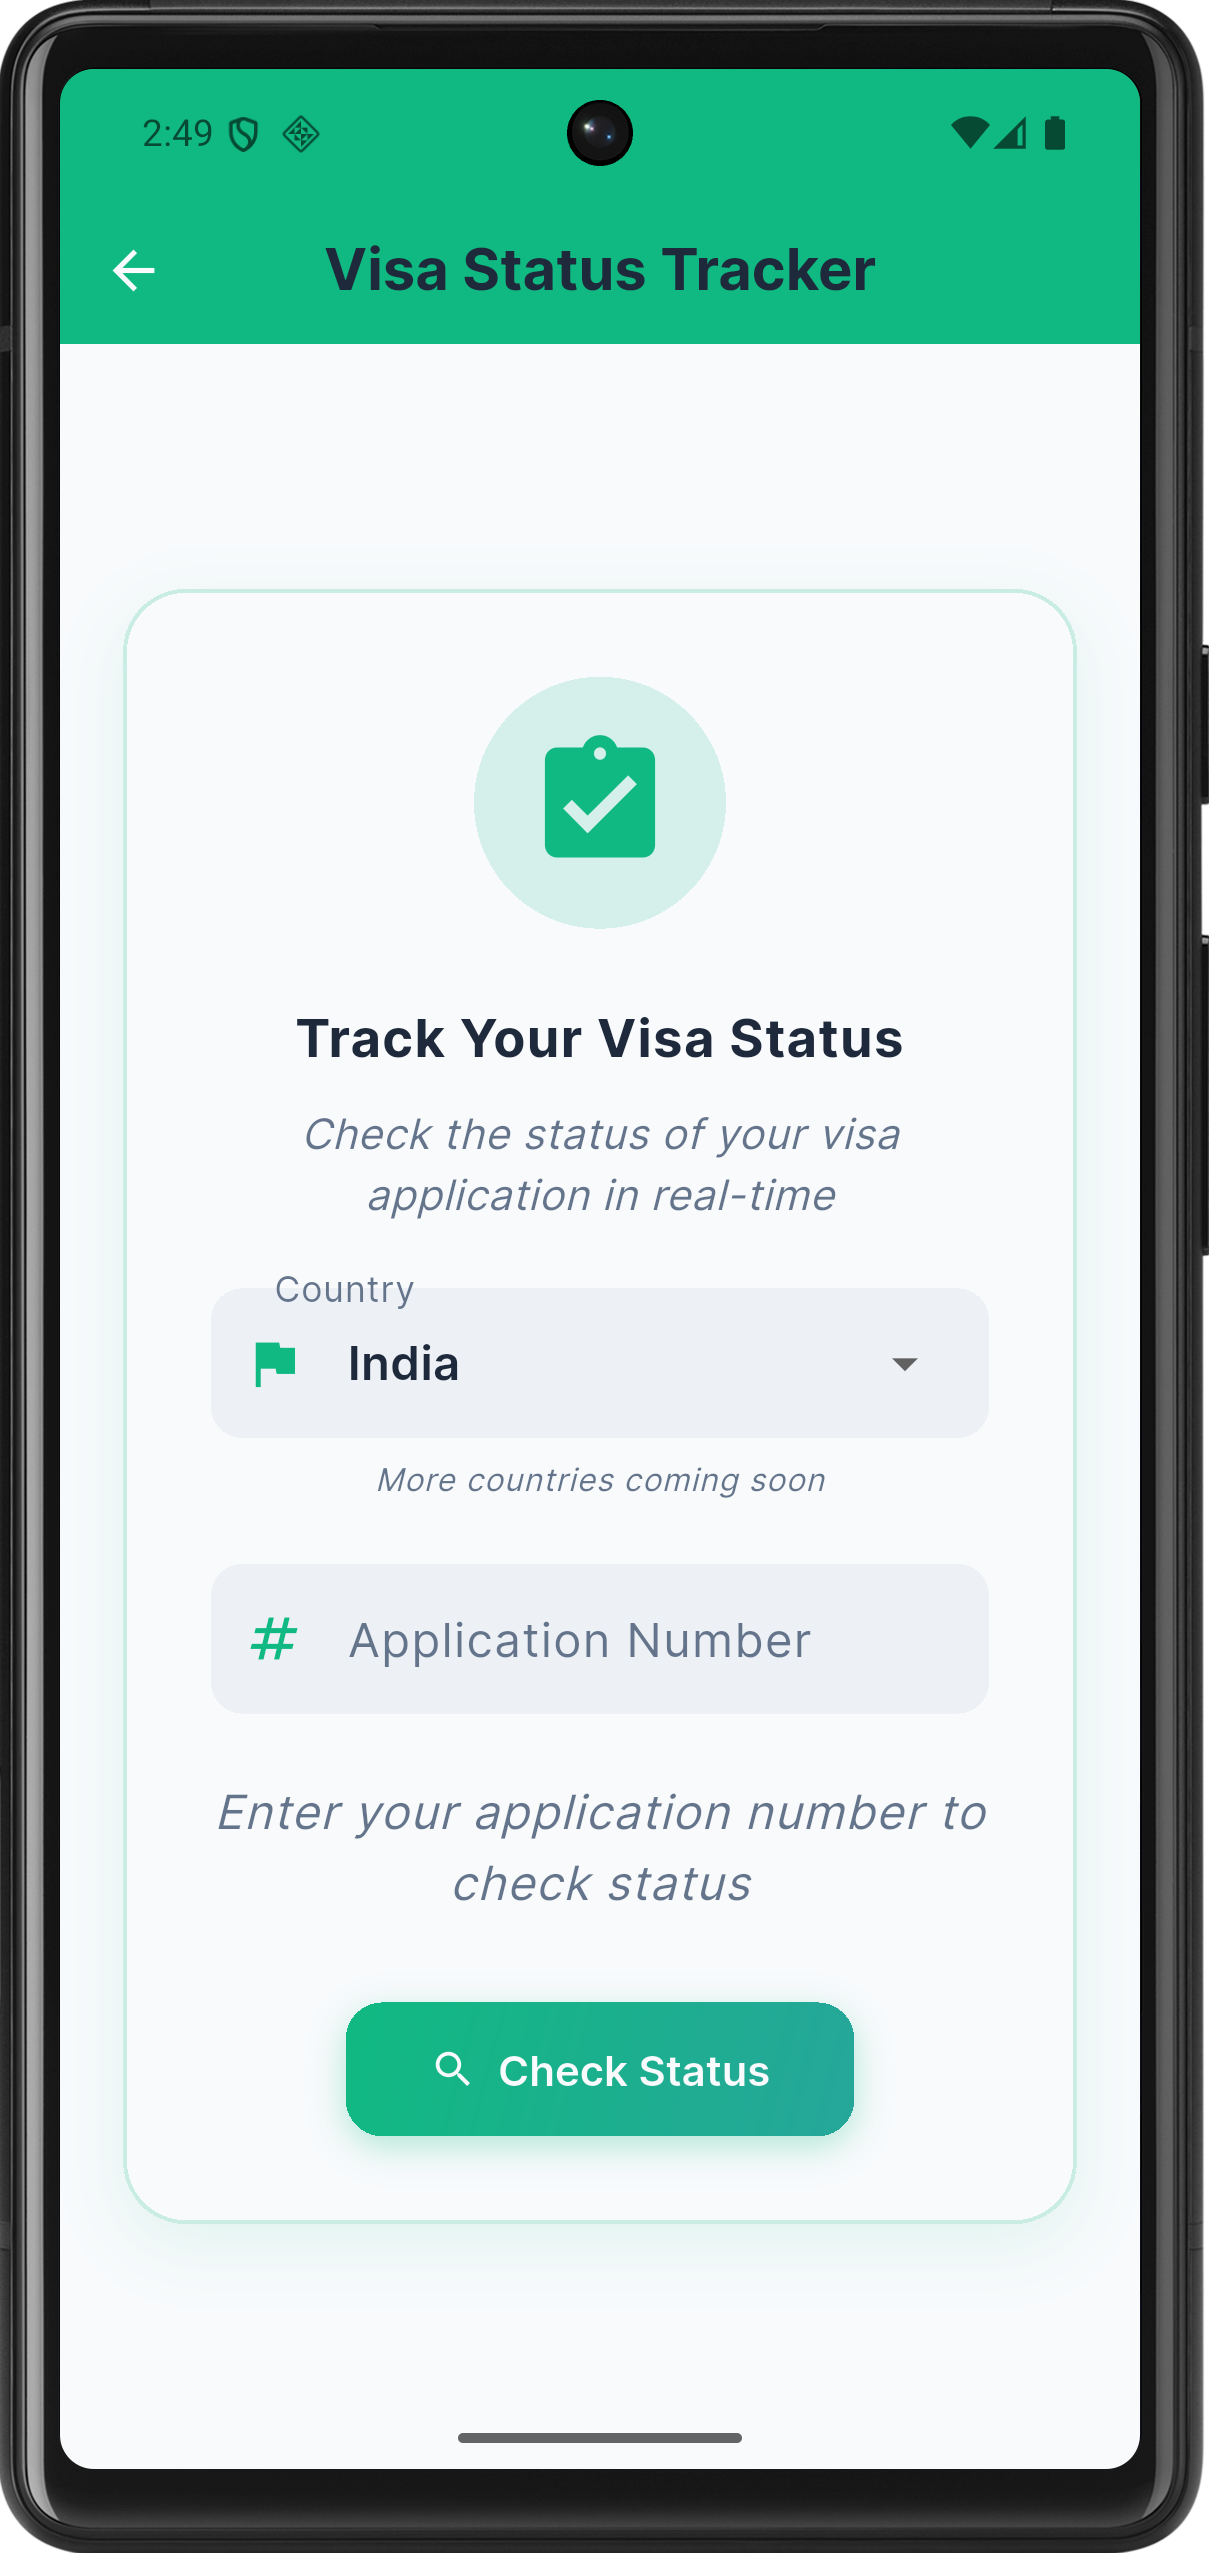 2:49
Visa Status Tracker
Track Your Visa Status
Check the status of your visa
application in real-time
Country
India
More countries coming soon
# Application Number
Enter your application number to
check status
Check Status